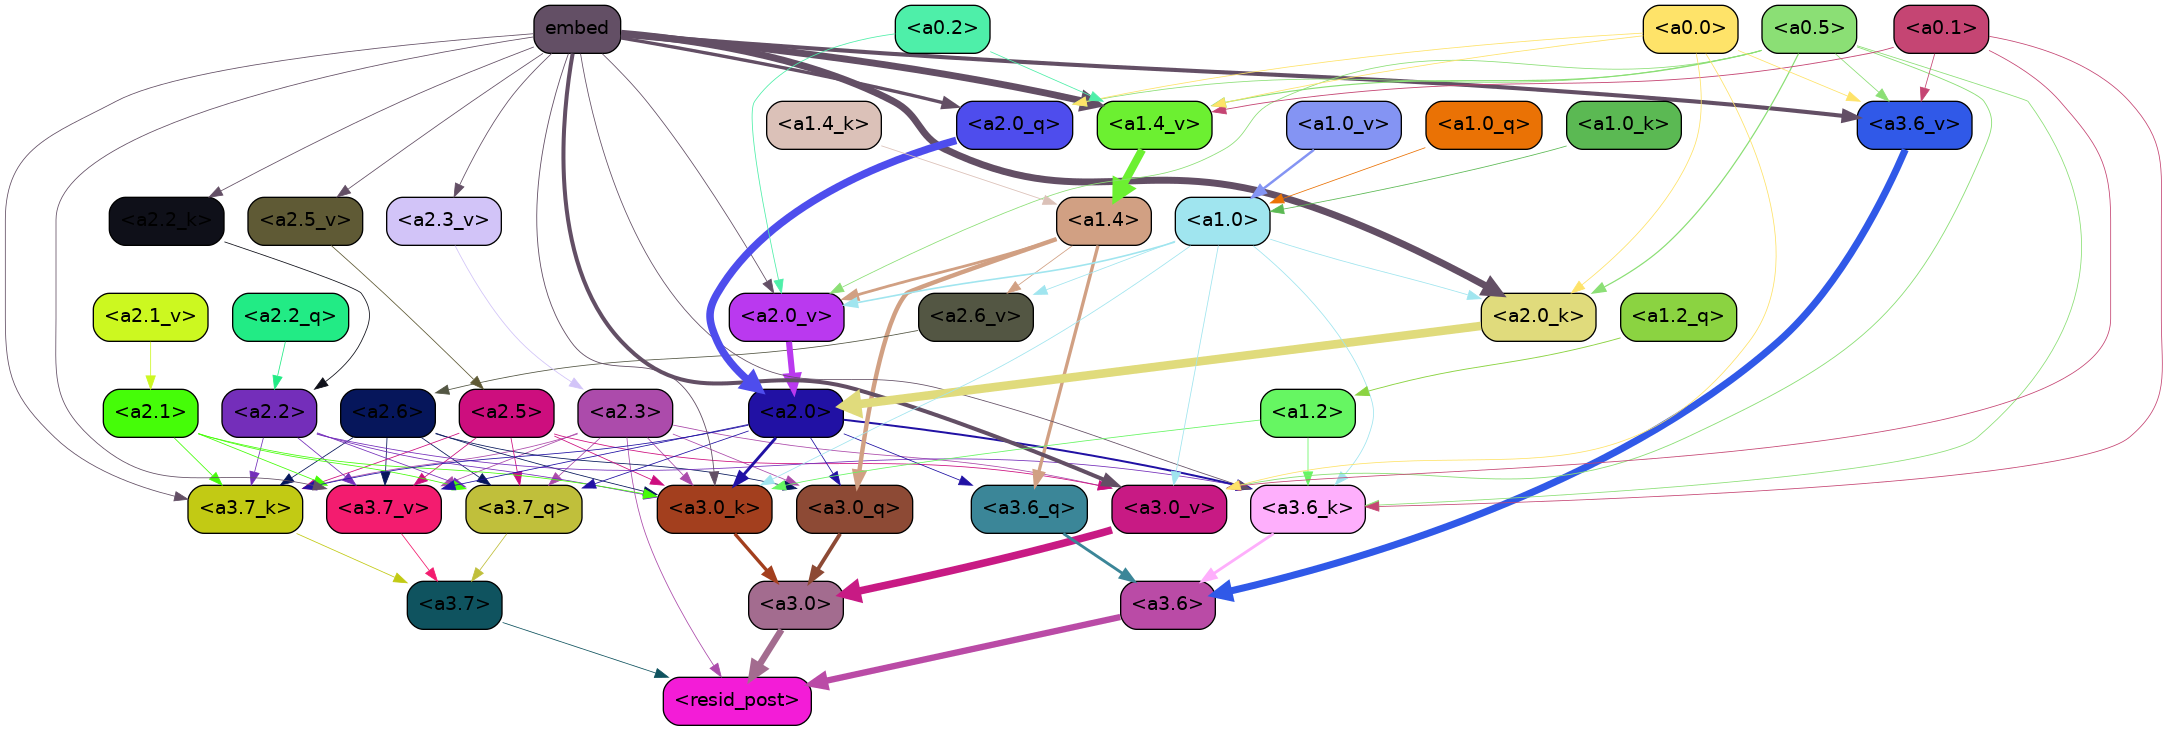 embed
<a0.2>
<a0.0>
<a0.5>
<a0.1>
<a1.4_k>
<a2.0_q>
<a1.4_v>
<a1.0_v>
<a1.0_q>
<a1.0_k>
<a3.6_v>
<a2.2_k>
<a2.5_v>
<a2.3_v>
<a1.4>
<a1.0>
<a2.1_v>
<a2.2_q>
<a2.0_v>
<a2.6_v>
<a2.0_k>
<a1.2_q>
<a2.1>
<a2.2>
<a2.6>
<a2.5>
<a2.3>
<a2.0>
<a1.2>
<a3.7_k>
<a3.7_v>
<a3.7_q>
<a3.0_k>
<a3.0_q>
<a3.6_q>
<a3.0_v>
<a3.6_k>
<a3.7>
<a3.0>
<a3.6>
<resid_post>